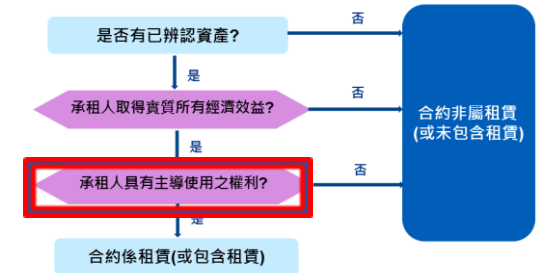 是否有已辨認資產?
否
是
承租人取得實質所有經濟效益?
否
合約非屬租賃
(或未包含租賃)
是
承租人具有主導使用之權利?
否
是
合約係租賃(或包含租賃)